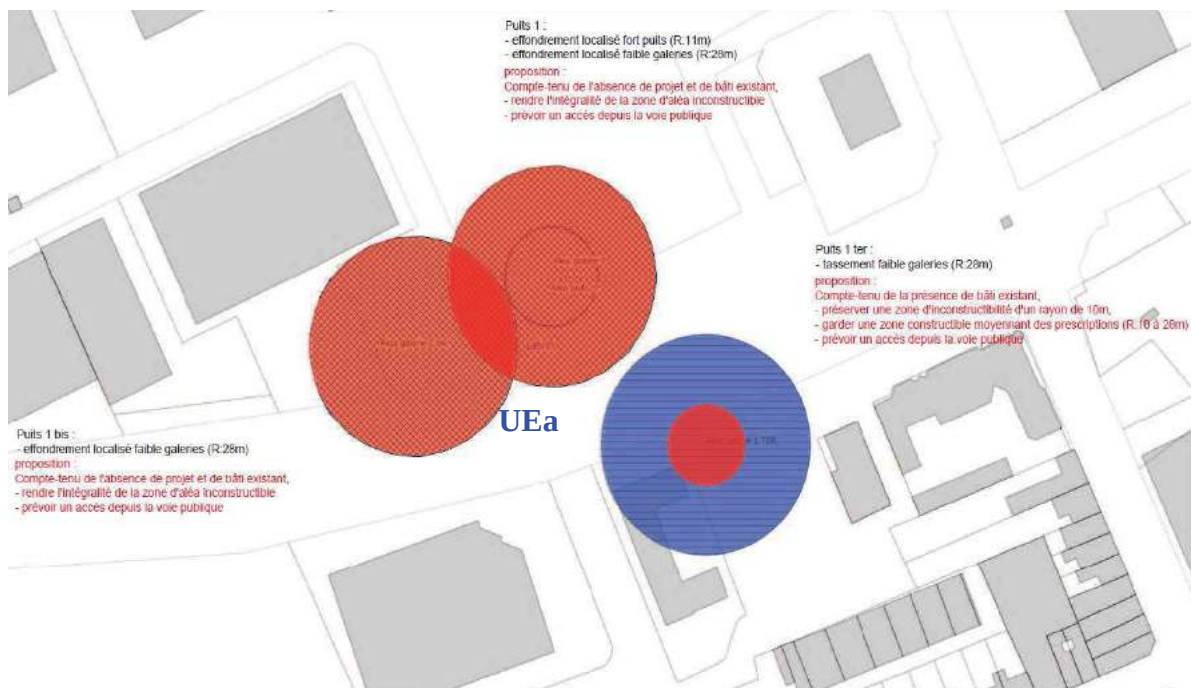 Puits 1 :
- effondrement localisé fort puits (R:11m)
- effondrement localisé faible galeries (R:28m)
proposition :
Compte-tenu de l'absence de projet et de bâti existant,
- rendre l'intégralité de la zone d'aléa inconstructible
- prévoir un accès depuis la voie publique
Puits 1 ter :
- tassement faible galeries (R:28m)
proposition :
Compte-tenu de la présence de bâti existant,
- préserver une zone d'inconstructibilité d'un rayon de 10m,
- garder une zone constructible moyennant des prescriptions (R:10 à 28m)
- prévoir un accès depuis la voie publique
UEa
Puits 1 bis :
- effondrement localisé faible galeries (R:28m)
proposition :
Compte-tenu de l'absence de projet et de bâti existant,
- rendre l'intégralité de la zone d'aléa inconstructible
- prévoir un accès depuis la voie publique